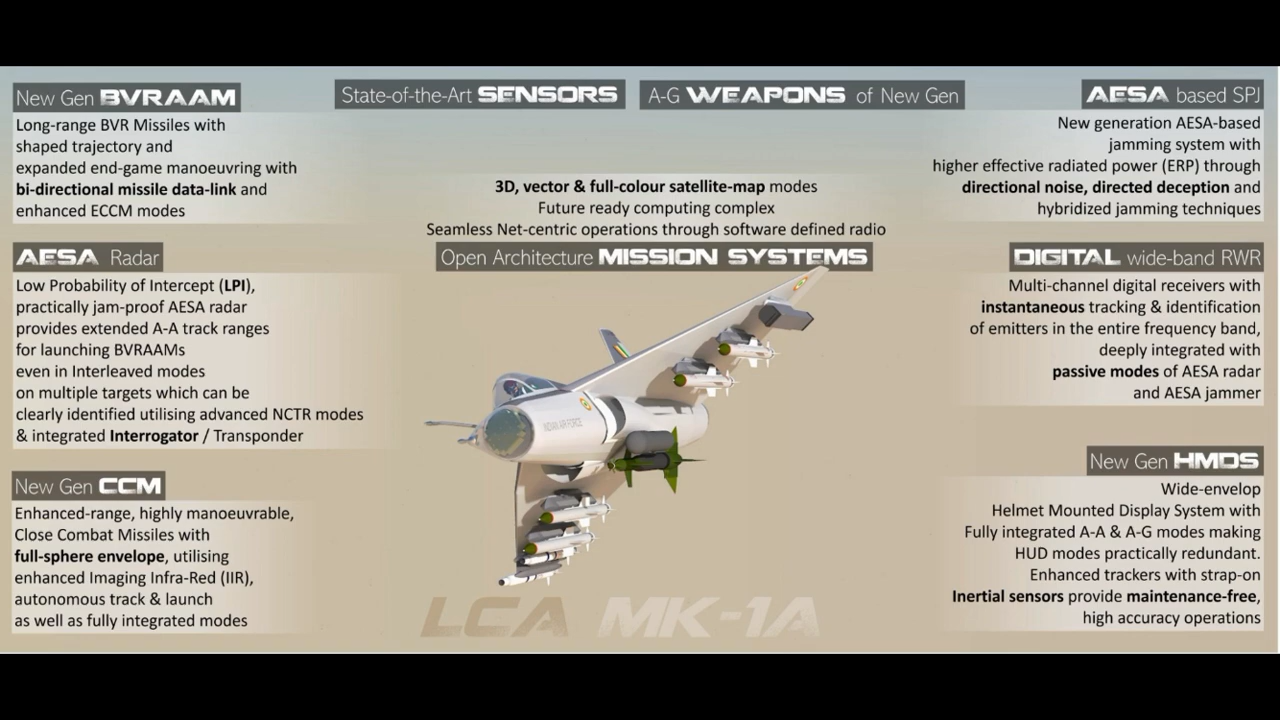 New Gen BVRAAM
Long-range BVR Missiles with
shaped trajectory and
expanded end-game manoeuvring with
bi-directional missile data-link and
enhanced ECCM modes
AESA Radar
Low Probability of Intercept (LPI),
practically jam-proof AESA radar
provides extended A-A track ranges
for launching BVRAAMs
even in Interleaved modes
on multiple targets which can be
clearly identified utilising advanced NCTR modes
& integrated Interrogator / Transponder
New Gen CCM
Enhanced-range, highly manoeuvrable,
Close Combat Missiles with
full-sphere envelope, utilising
enhanced Imaging Infra-Red (IIR),
autonomous track & launch
as well as fully integrated modes
State-of-the-Art SENSORS
A-G WEAPONS of New Gen
3D, vector & full-colour satellite-map modes
Future ready computing complex
Seamless Net-centric operations through software defined radio
Open Architecture MISSION SYSTEMS
INDIAN AIR FORCE
LCA MK-1A
AESA based SPJ
New generation AESA-based
jamming system with
higher effective radiated power (ERP) through
directional noise, directed deception and
hybridized jamming techniques
DIGITAL wide-band RWR
Multi-channel digital receivers with
instantaneous tracking & identification
of emitters in the entire frequency band,
deeply integrated with
passive modes of AESA radar
and AESA jammer
New Gen HMDS
Wide-envelop
Helmet Mounted Display System with
Fully integrated A-A & A-G modes making
HUD modes practically redundant.
Enhanced trackers with strap-on
Inertial sensors provide maintenance-free,
high accuracy operations